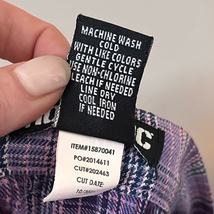 MACHINE WASH
COLD
WITH LIKE COLORS
GENTLE CYCLE
USE NON-CHLORINE
BLEACH IF NEEDED
LINE DRY
COOL IRON
IF NEEDED
ITEM#15870041
PO#2014611
CUT#202463
CUT DATE: